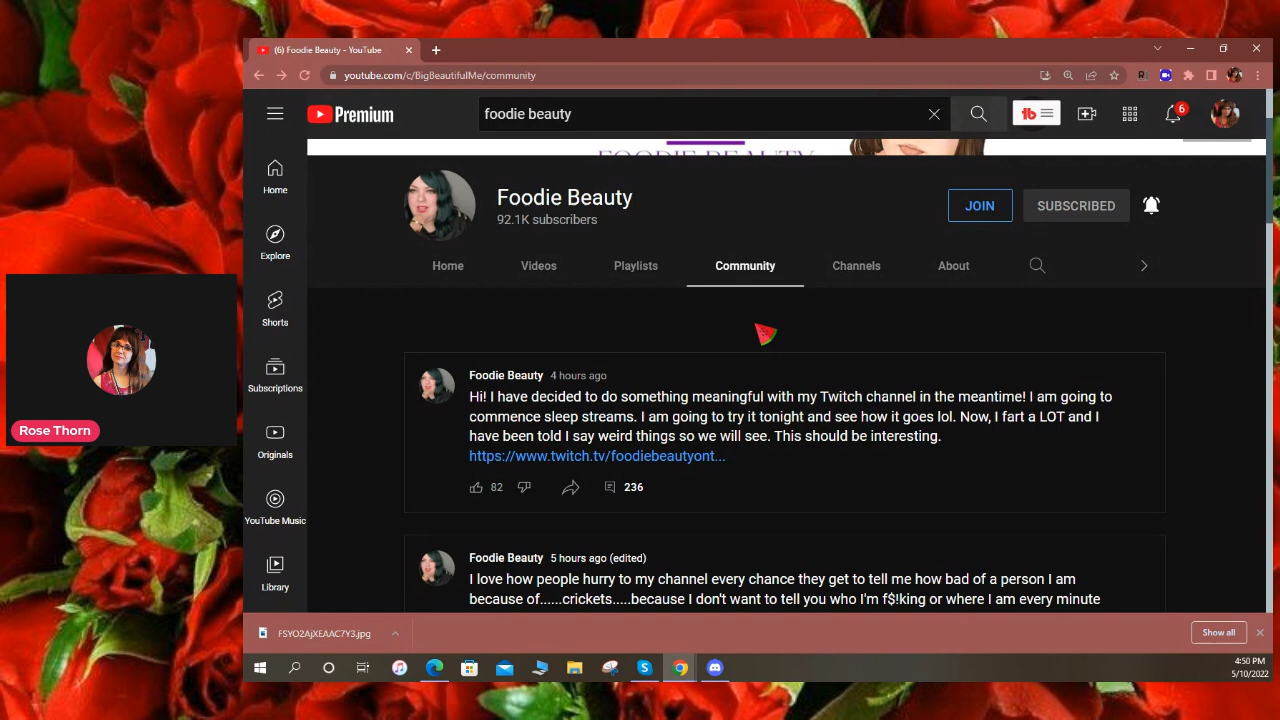 (6) Foodie Beauty - YouTube
youtube.com/c/BigBeautifulMe/community
Premium
foodie beauty
tb
6
FOODIE BEAUTY
Home
Explore
Shorts
Subscriptions
Originals
YouTube Music
Library
Foodie Beauty
92.1K subscribers
JOIN
SUBSCRIBED
Home Videos Playlists Community Channels About
Foodie Beauty 4 hours ago
Hi! I have decided to do something meaningful with my Twitch channel in the meantime! I am going to
commence sleep streams. I am going to try it tonight and see how it goes lol. Now, I fart a LOT and I
have been told I say weird things so we will see. This should be interesting.
https://www.twitch.tv/foodiebeautyont...
82 236
Foodie Beauty 5 hours ago (edited)
I love how people hurry to my channel every chance they get to tell me how bad of a person I am
because of......crickets.....because I don't want to tell you who I'm f$!king or where I am every minute
Rose Thorn
FSYO2AjXEAAC7Y3.jpg
Show all
4:50 PM
5/10/2022